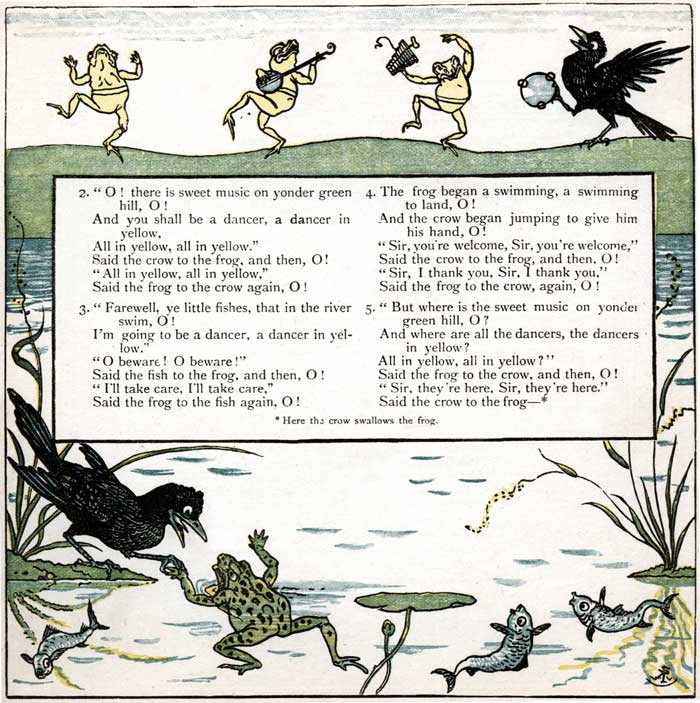 2. “ O ! there is sweet music on yonder green
hill, O !
And you shall be a dancer, a dancer in
yellow,
All in yellow, all in yellow.”
Said the crow to the frog, and then, O !
“ All in yellow, all in yellow,”
Said the frog to the crow again, O !
3. “ Farewell, ye little fishes, that in the river
swim, O !
I’m going to be a dancer, a dancer in yel-
low.”
“O beware! O beware!”
Said the fish to the frog, and then, O !
“ I’ll take care, I’ll take care,”
Said the frog to the fish again, O !
4. The frog began a swimming, a swimming
to land, O !
And the crow began jumping to give him
his hand, O !
“ Sir, you’re welcome, Sir, you’re welcome,”
Said the crow to the frog, and then, O !
“ Sir, I thank you, Sir, I thank you,”
Said the frog to the crow, again, O !
5. “ But where is the sweet music on yonder
green hill, O ?
And where are all the dancers, the dancers
in yellow ?
All in yellow, all in yellow ? ”
Said the frog to the crow, and then, O !
“ Sir, they’re here, Sir, they’re here.”
Said the crow to the frog—*
* Here the crow swallows the frog.